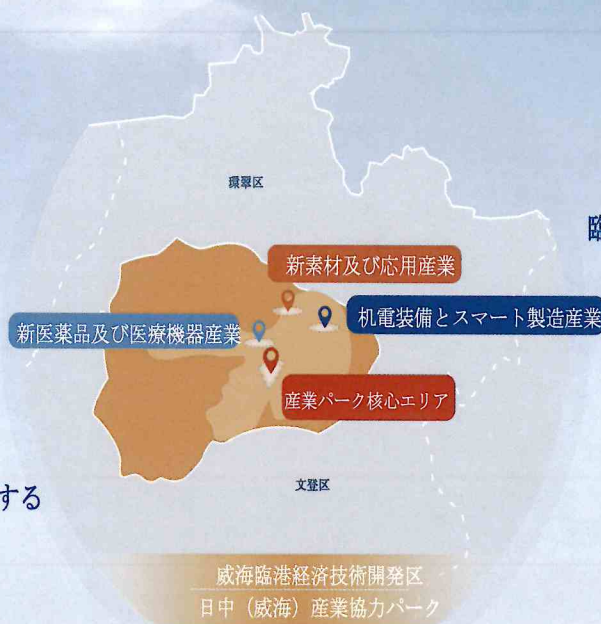 環翠区
臨
新素材及び応用産業
机電装備とスマート製造産業
新医薬品及び医療機器産業
産業パーク核心エリア
する
文登区
威海臨港経済技術開発区
日中（威海）産業協力パーク